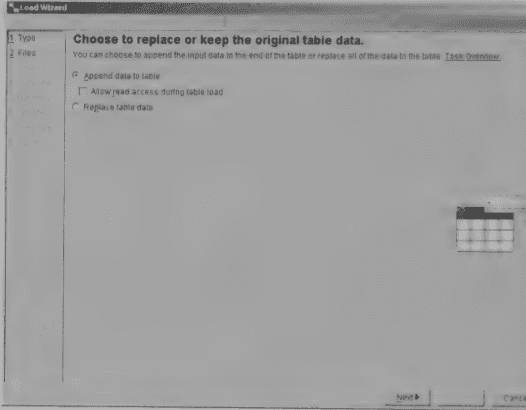 Load Wizard
1. Type
2 Files
Choose to replace or keep the original table data.
You can choose to append the input data to the end of the table or replace all of the data in the table. Task Overview
Append data to table
Allow read access during table load
Replace table data
Next
Cance